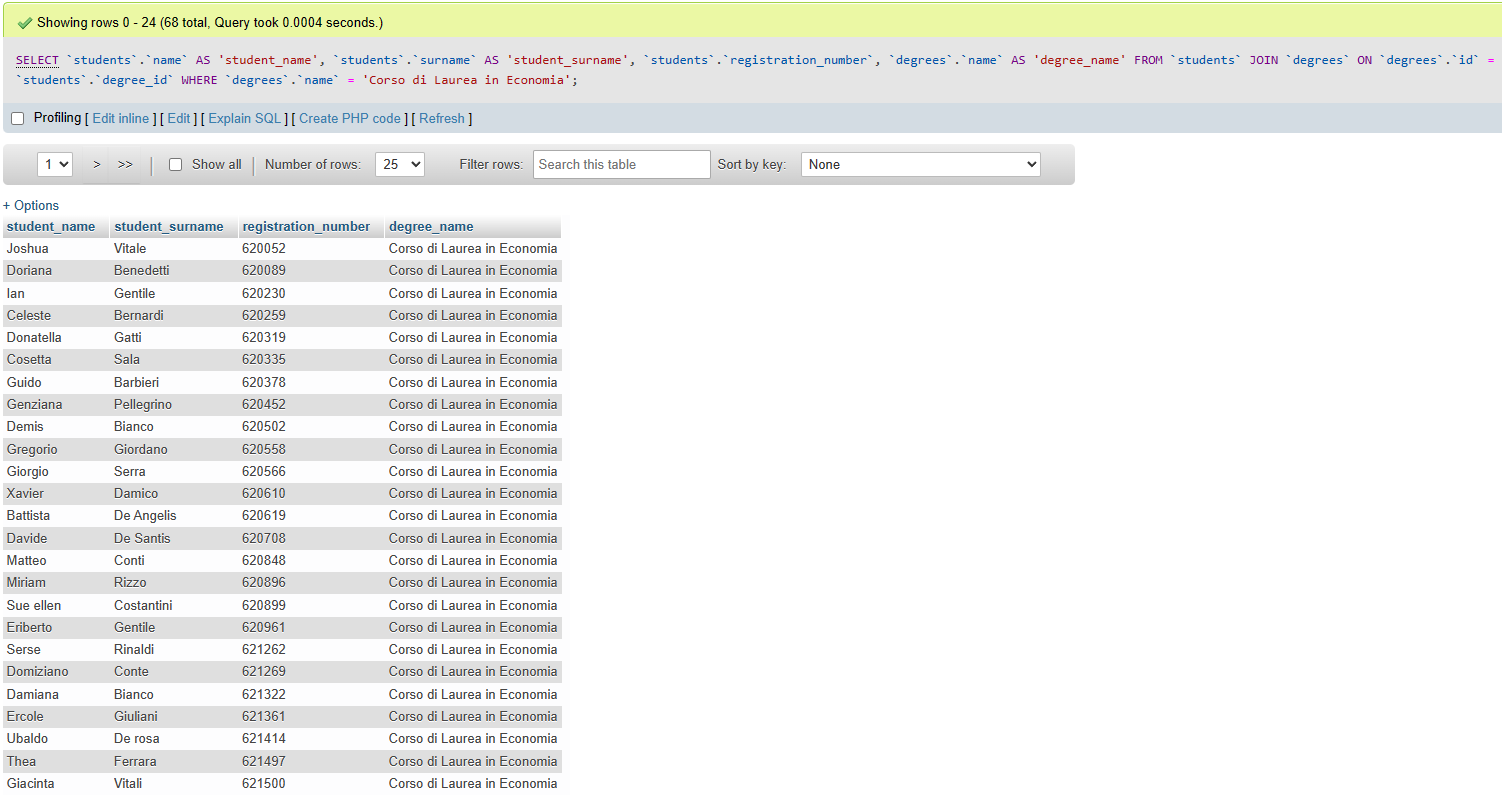 Showing rows 0 - 24 (68 total, Query took 0.0004 seconds.)
SELECT `students`.`name` AS 'student_name', `students`.`surname` AS 'student_surname', `students`.`registration_number`, `degrees`.`name` AS 'degree_name' FROM `students` JOIN `degrees` ON `degrees`.`id` =
`students`.`degree_id` WHERE `degrees`.`name` = 'Corso di Laurea in Economia';
Profiling [ Edit inline ] [ Edit ] [ Explain SQL ] [ Create PHP code ] [ Refresh ]
1 > >> | Show all | Number of rows: 25 Filter rows: Search this table Sort by key: None
+ Options
student_name student_surname registration_number degree_name
Joshua Vitale 620052 Corso di Laurea in Economia
Doriana Benedetti 620089 Corso di Laurea in Economia
Ian Gentile 620230 Corso di Laurea in Economia
Celeste Bernardi 620259 Corso di Laurea in Economia
Donatella Gatti 620319 Corso di Laurea in Economia
Cosetta Sala 620335 Corso di Laurea in Economia
Guido Barbieri 620378 Corso di Laurea in Economia
Genziana Pellegrino 620452 Corso di Laurea in Economia
Demis Bianco 620502 Corso di Laurea in Economia
Gregorio Giordano 620558 Corso di Laurea in Economia
Giorgio Serra 620566 Corso di Laurea in Economia
Xavier Damico 620610 Corso di Laurea in Economia
Battista De Angelis 620619 Corso di Laurea in Economia
Davide De Santis 620708 Corso di Laurea in Economia
Matteo Conti 620848 Corso di Laurea in Economia
Miriam Rizzo 620896 Corso di Laurea in Economia
Sue ellen Costantini 620899 Corso di Laurea in Economia
Eriberto Gentile 620961 Corso di Laurea in Economia
Serse Rinaldi 621262 Corso di Laurea in Economia
Domiziano Conte 621269 Corso di Laurea in Economia
Damiana Bianco 621322 Corso di Laurea in Economia
Ercole Giuliani 621361 Corso di Laurea in Economia
Ubaldo De rosa 621414 Corso di Laurea in Economia
Thea Ferrara 621497 Corso di Laurea in Economia
Giacinta Vitali 621500 Corso di Laurea in Economia